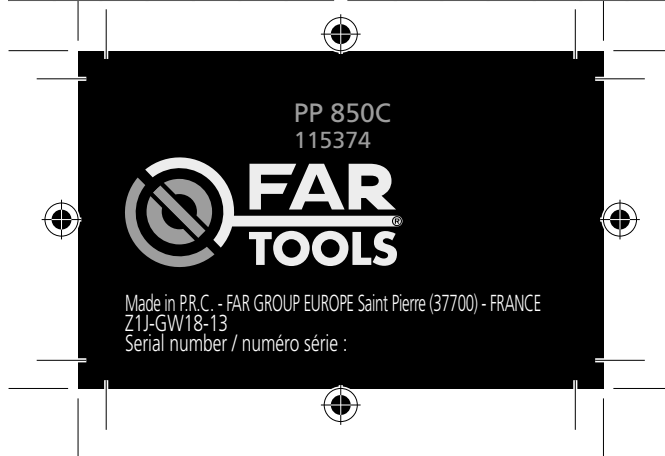 PP 850C
115374
FAR
TOOLS®
Made in P.R.C. - FAR GROUP EUROPE Saint Pierre (37700) - FRANCE
Z1J-GW18-13
Serial number / numéro série :